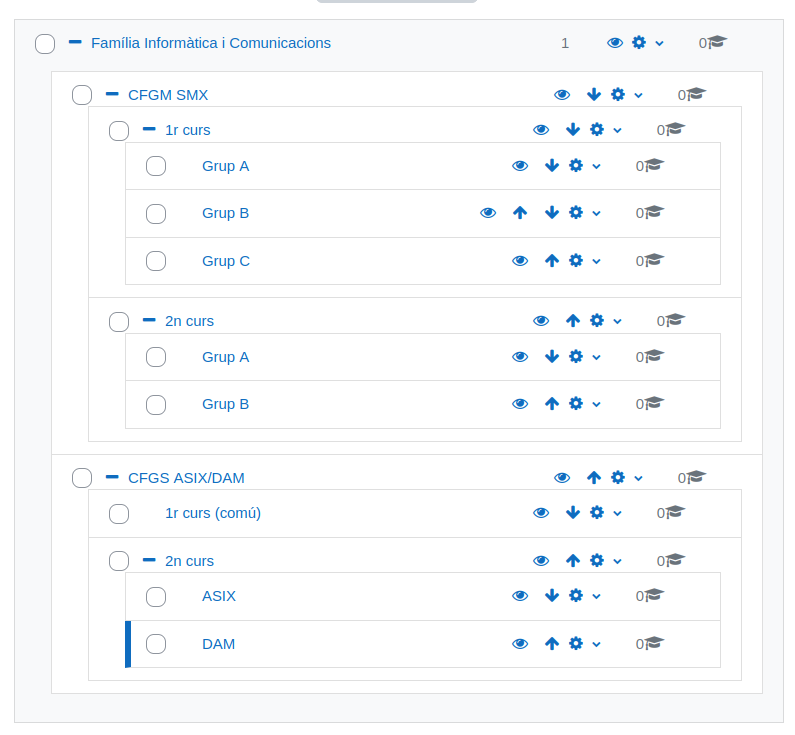 Família Informàtica i Comunicacions 1 0
CFGM SMX 0
1r curs 0
Grup A 0
Grup B 0
Grup C 0
2n curs 0
Grup A 0
Grup B 0
CFGS ASIX/DAM 0
1r curs (comú) 0
2n curs 0
ASIX 0
DAM 0